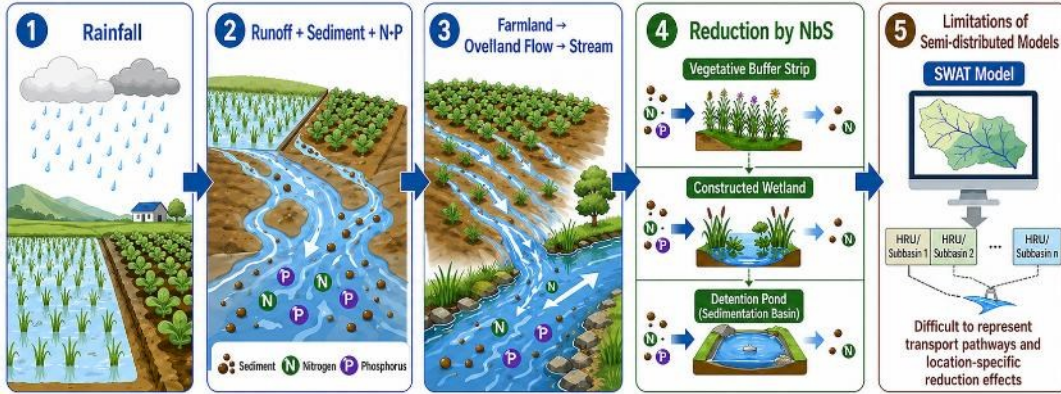 1 Rainfall
2 Runoff + Sediment + N·P
N
P
N
P
N
P
P
Sediment N Nitrogen P Phosphorus
3 Farmland →
Ovelland Flow → Stream
N
N
P
P
N
P
4 Reduction by NbS
Vegetative Buffer Strip
N
P
N
Constructed Wetland
N
P
N
Detention Pond
(Sedimentation Basin)
N
P
N
5 Limitations of
Semi-distributed Models
SWAT Model
HRU/
Subbasin 1
HRU/
Subbasin 2
...
HRU/
Subbasin n
Difficult to represent
transport pathways and
location-specific
reduction effects